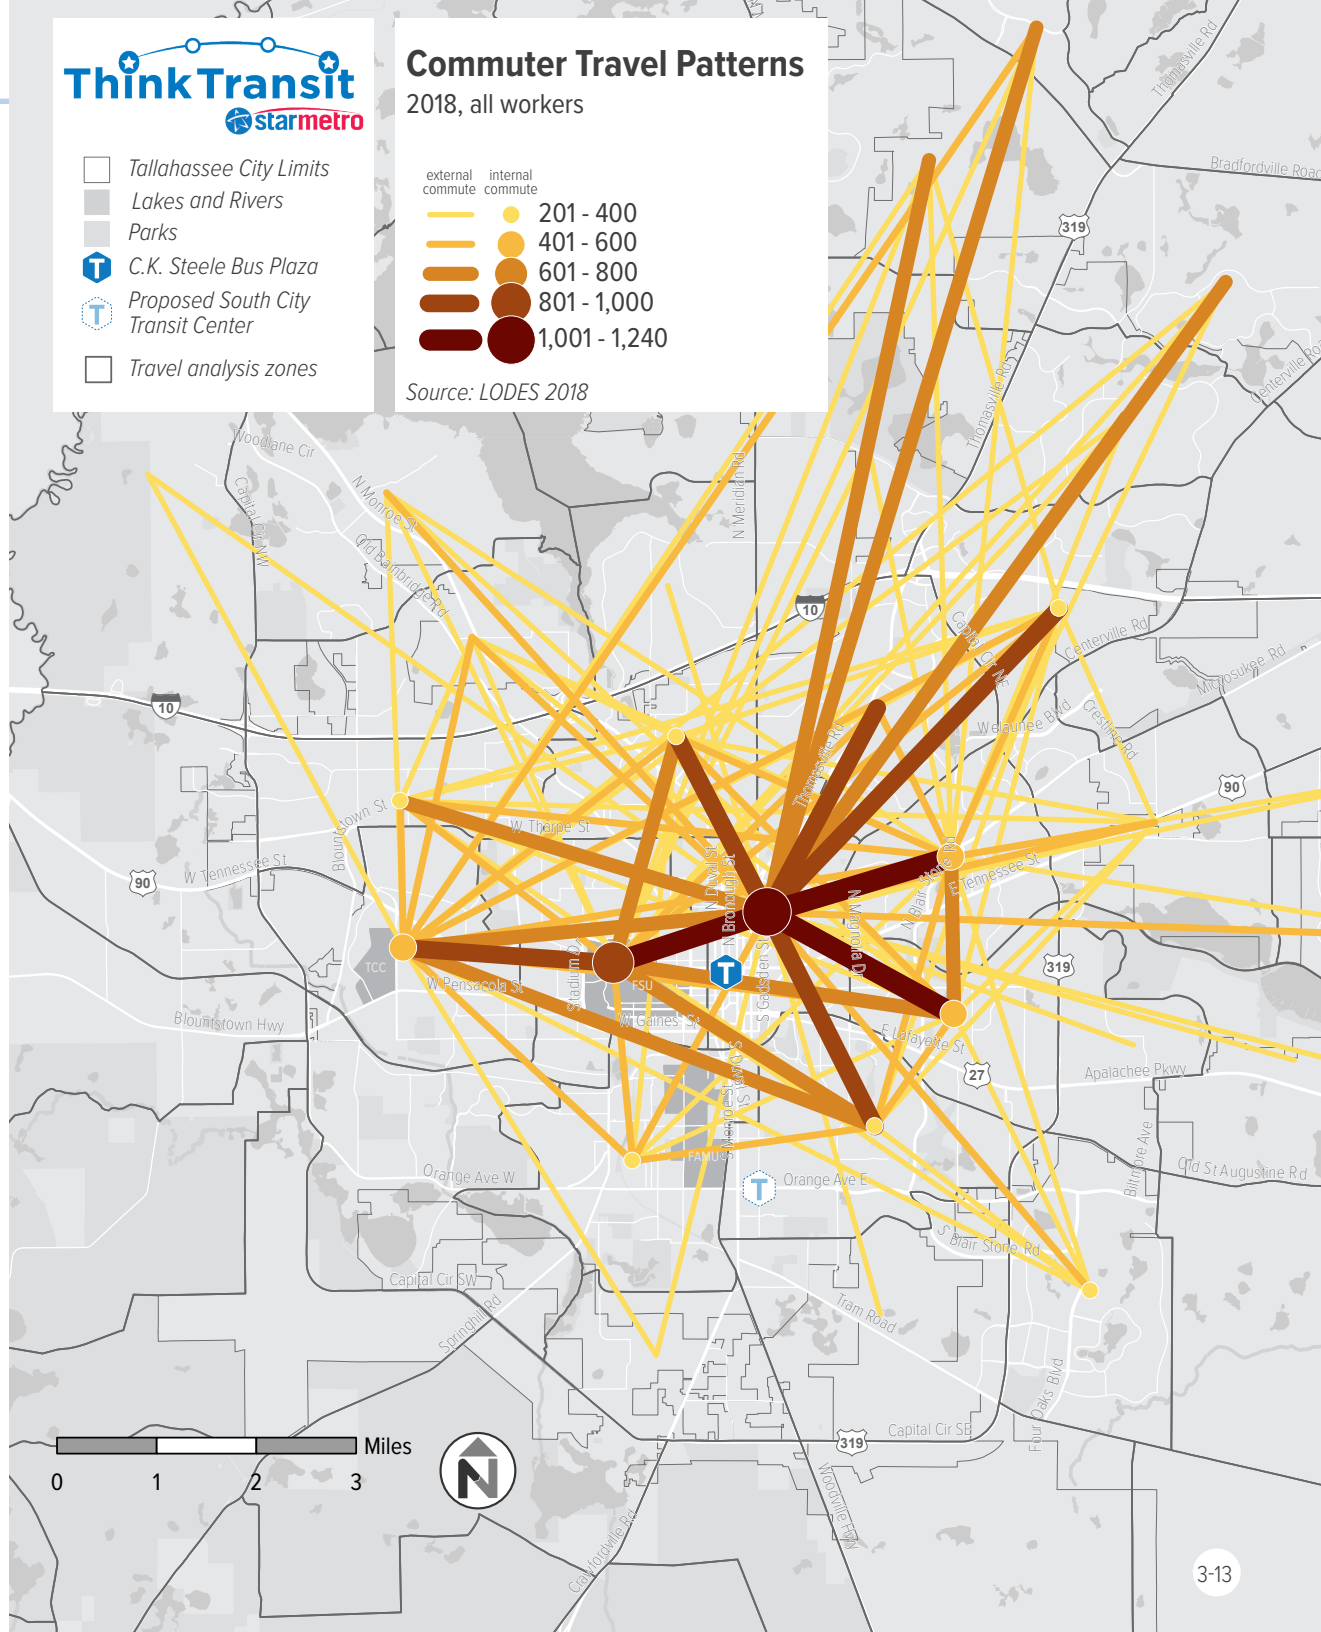 Think Transit
starmetro
Tallahassee City Limits
Lakes and Rivers
Parks
T
C.K. Steele Bus Plaza
T
Proposed South City
Transit Center
Travel analysis zones
Commuter Travel Patterns
2018, all workers
external
commute
internal
commute
201 - 400
401 - 600
601 - 800
801 - 1,000
1,001 - 1,240
Source: LODES 2018
Thomasville Rd
Bradfordville Road
319
Centerville Roa
Thomasville Rd
Woodlane Cir
Capital Cir NW
N Monroe St
Old Bainbridge Rd
N Meridian Rd
10
Capital Cir NE
Centerville Rd
Miccosukee Rd
10
Welaunee Blvd
Crestline Rd
Thomasville Rd
90
Blountstown St
W Tharpe St
W Tennessee St
90
N Duval St
N Bronough St
N Magnolia Dr
N Blair Stone Rd
E Tennessee St
TCC
W Pensacola St
Stadium Dr
FSU
T
S Gadsden St
319
Blountstown Hwy
W Gaines St
E Lafayette St
27
Apalachee Pkwy
S Duval St
S Monroe St
FAMU
Orange Ave W
T
Orange Ave E
Biltmore Ave
Old St Augustine Rd
S Blair Stone Rd
Capital Cir SW
Springhill Rd
Tram Road
Four Oaks Blvd
319
Capital Cir SE
Woodville Hwy
Crawfordville Rd
Miles
0 1 2 3
N
3-13